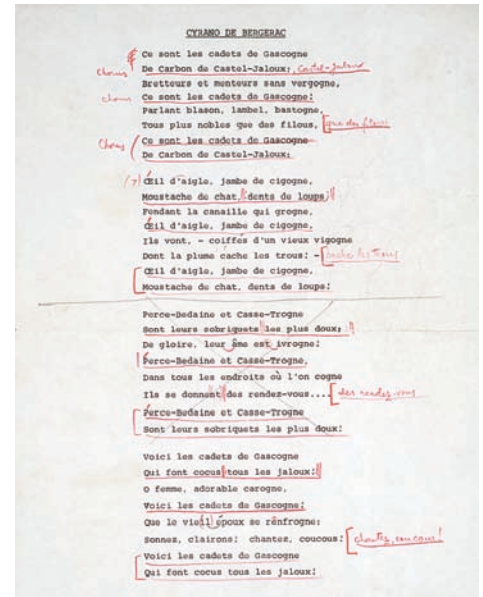 CYRANO DE BERGERAC
Ce sont les cadets de Gascogne
Chorus De Carbon de Castel-Jaloux; Castel-Jaloux
Bretteurs et menteurs sans vergogne,
chorus Ce sont les cadets de Gascogne!
Parlant blason, lambel, bastogne,
Tous plus nobles que des filous, que des filous
Chorus Ce sont les cadets de Gascogne
De Carbon de Castel-Jaloux:
(?) Œil d'aigle, jambe de cigogne,
Moustache de chat, dents de loups!
Fendant la canaille qui grogne,
Œil d'aigle, jambe de cigogne,
Ils vont, - coiffés d'un vieux vigogne
Dont la plume cache les trous! - cache les trous
Œil d'aigle, jambe de cigogne,
Moustache de chat, dents de loups!
Perce-Bedaine et Casse-Trogne
Sont leurs sobriquets les plus doux;
De gloire, leur âme est ivrogne!
Perce-Bedaine et Casse-Trogne,
Dans tous les endroits où l'on cogne
Ils se donnent des rendez-vous.... des rendez-vous
Perce-Bedaine et Casse-Trogne
Sont leurs sobriquets les plus doux!
Voici les cadets de Gascogne
Qui font cocus tous les jaloux!
O femme, adorable carogne,
Voici les cadets de Gascogne!
Que le vieil époux se renfrogne:
Sonnez, clairons! chantez, coucous! chantez, coucous!
Voici les cadets de Gascogne
Qui font cocus tous les jaloux!